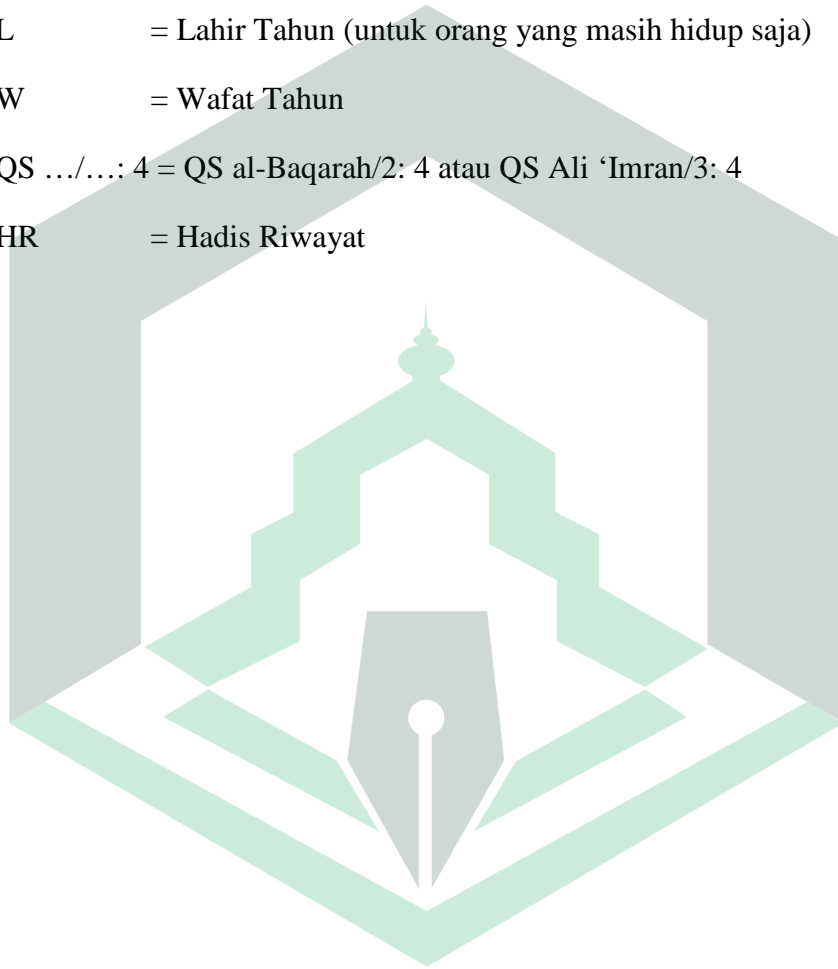 L = Lahir Tahun (untuk orang yang masih hidup saja)
W = Wafat Tahun
QS …/…: 4 = QS al-Baqarah/2: 4 atau QS Ali ‘Imran/3: 4
HR = Hadis Riwayat